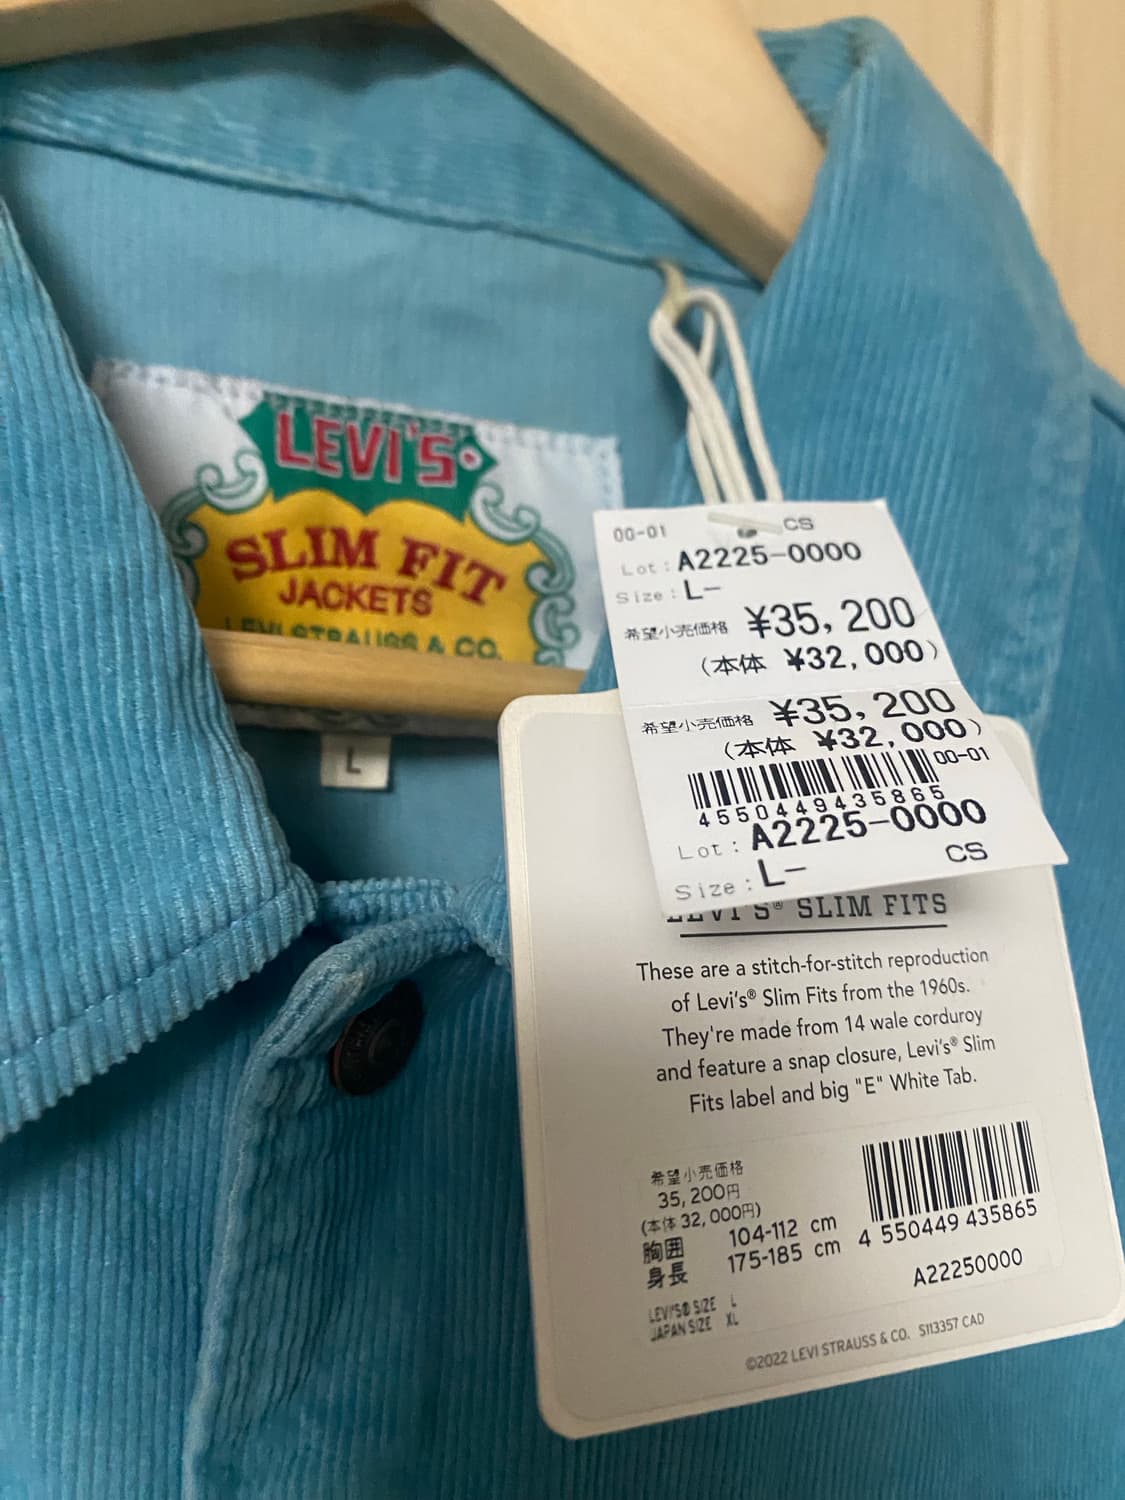 LEVI'S
SLIM FIT
JACKETS
LEVI STRAUSS & CO.
L
00-01
CS
Lot: A2225-0000
Size: L-
希望小売価格 ¥35,200
(本体 ¥32,000)
希望小売価格 ¥35,200
(本体 ¥32,000)
00-01
4550449435865
Lot: A2225-0000
Size: L-
CS
LEVI'S® SLIM FITS
These are a stitch-for-stitch reproduction
of Levi's® Slim Fits from the 1960s.
They're made from 14 wale corduroy
and feature a snap closure, Levi's® Slim
Fits label and big "E" White Tab.
希望小売価格
35,200円
(本体 32,000円)
胸囲 104-112 cm
身長 175-185 cm
LEVI'S® SIZE L
JAPAN SIZE XL
4 550449 435865
A22250000
©2022 LEVI STRAUSS & CO. S113357 CAD